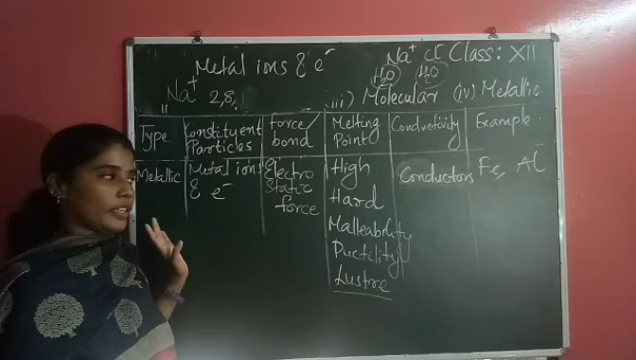 Metal ions & e⁻
Na⁺ Cl⁻ Class: XII
H₂O H₂O
Na⁺ 2,8,1
iii) Molecular (iv) Metallic
Type
Constituent Particles
Force/ bond
Melting Point
Conductivity
Example
Metallic
Metal ions & e⁻
Electro Static force
High
Hard
Malleability
Ductility
Lustre
Conductors
Fe, Al